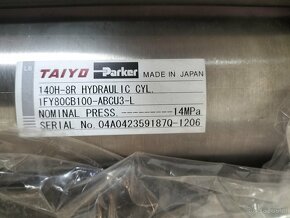 TAIYO Parker MADE IN JAPAN
140H-8R HYDRAULIC CYL.
1FY80CB100-ABCU3-L
NOMINAL PRESS 14MPa
SERIAL No. 04A042359187Q-1206